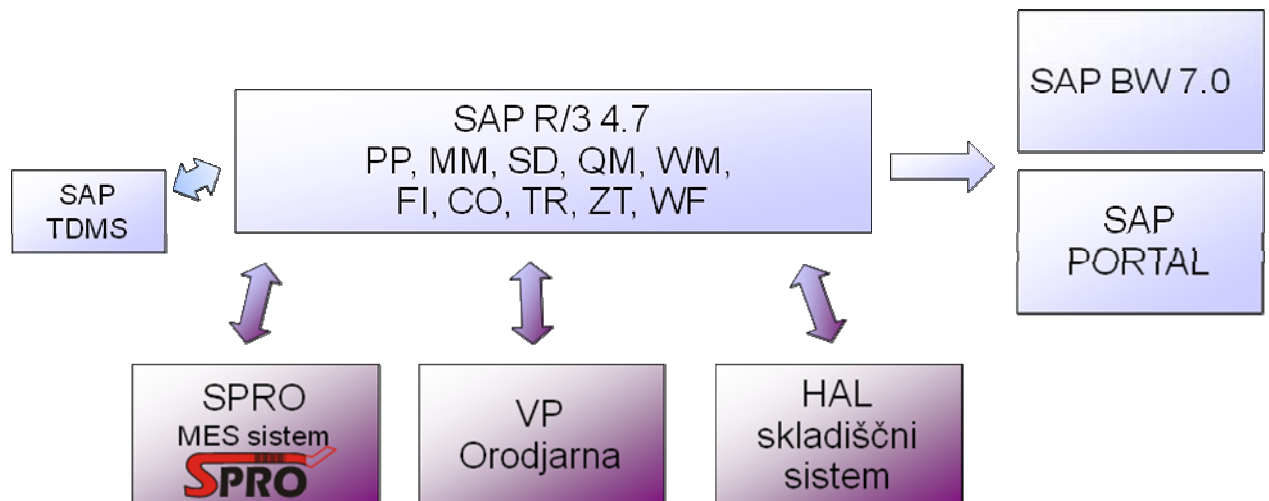 SAP BW 7.0
SAP R/3 4.7
PP, MM, SD, QM, WM,
FI, CO, TR, ZT, WF
SAP
TDMS
SAP
PORTAL
SPRO
MES sistem
SPRO
VP
Orodjarna
HAL
skladiščni
sistem